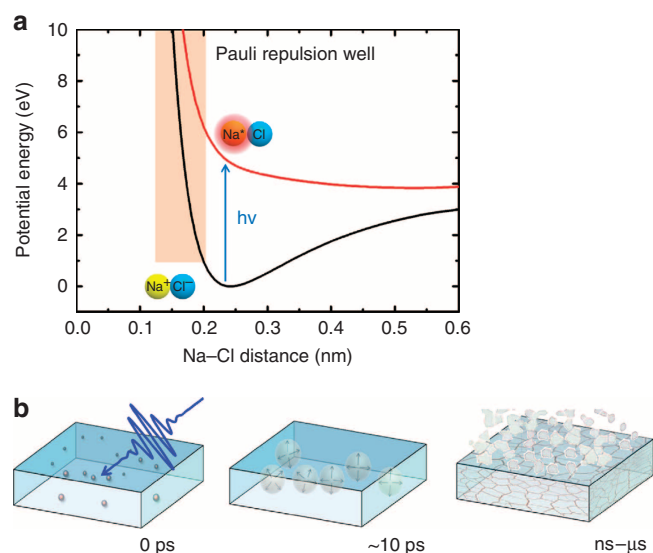 a
10
Pauli repulsion well
8
6
Na* Cl
4
hν
2
Na⁺ Cl⁻
0
0.0 0.1 0.2 0.3 0.4 0.5 0.6
Potential energy (eV)
Na–Cl distance (nm)
b
0 ps ~10 ps ns–μs